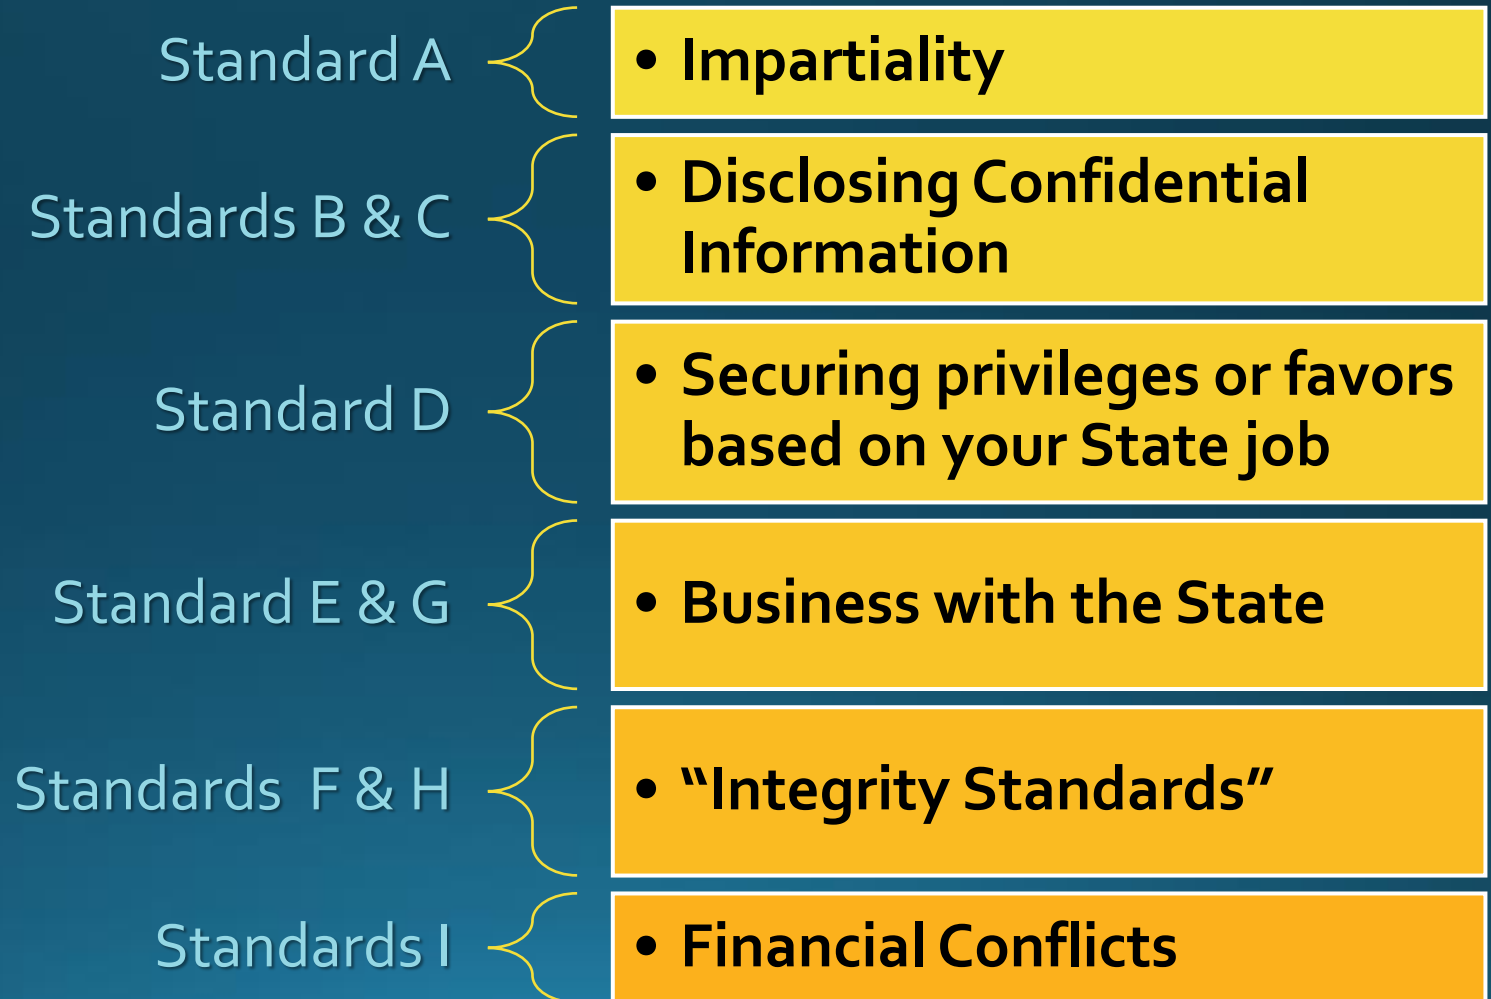 Standard A
• Impartiality
Standards B & C
• Disclosing Confidential
Information
Standard D
• Securing privileges or favors
based on your State job
Standard E & G
• Business with the State
Standards  F & H
• “Integrity Standards”
Standards I
• Financial Conflicts